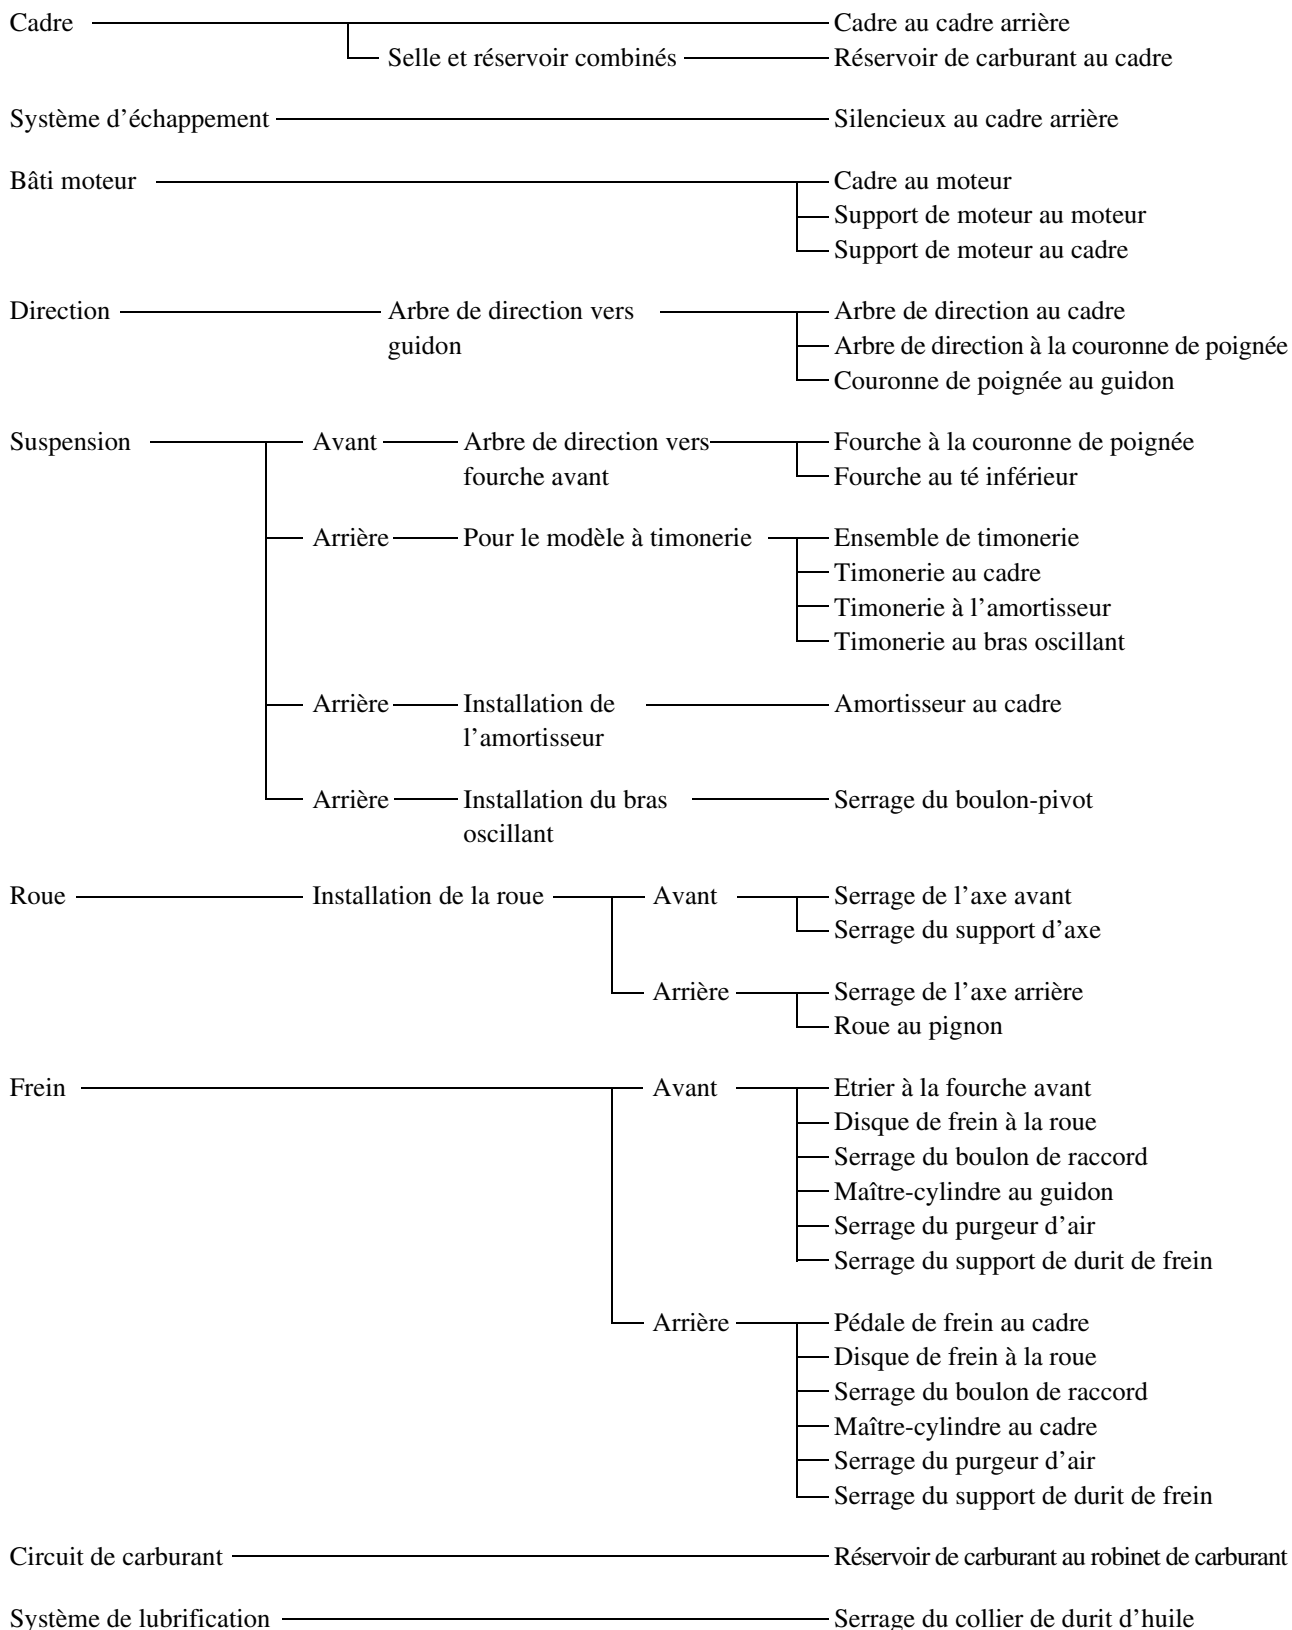 Cadre Cadre au cadre arrière
Selle et réservoir combinés Réservoir de carburant au cadre
Système d’échappement Silencieux au cadre arrière
Bâti moteur Cadre au moteur
Support de moteur au moteur
Support de moteur au cadre
Direction Arbre de direction vers Arbre de direction au cadre
guidon Arbre de direction à la couronne de poignée
Couronne de poignée au guidon
Suspension Avant Arbre de direction vers Fourche à la couronne de poignée
fourche avant Fourche au té inférieur
Arrière Pour le modèle à timonerie Ensemble de timonerie
Timonerie au cadre
Timonerie à l’amortisseur
Timonerie au bras oscillant
Arrière Installation de Amortisseur au cadre
l’amortisseur
Arrière Installation du bras Serrage du boulon-pivot
oscillant
Roue Installation de la roue Avant Serrage de l’axe avant
Serrage du support d’axe
Arrière Serrage de l’axe arrière
Roue au pignon
Frein Avant Etrier à la fourche avant
Disque de frein à la roue
Serrage du boulon de raccord
Maître-cylindre au guidon
Serrage du purgeur d’air
Serrage du support de durit de frein
Arrière Pédale de frein au cadre
Disque de frein à la roue
Serrage du boulon de raccord
Maître-cylindre au cadre
Serrage du purgeur d’air
Serrage du support de durit de frein
Circuit de carburant Réservoir de carburant au robinet de carburant
Système de lubrification Serrage du collier de durit d’huile